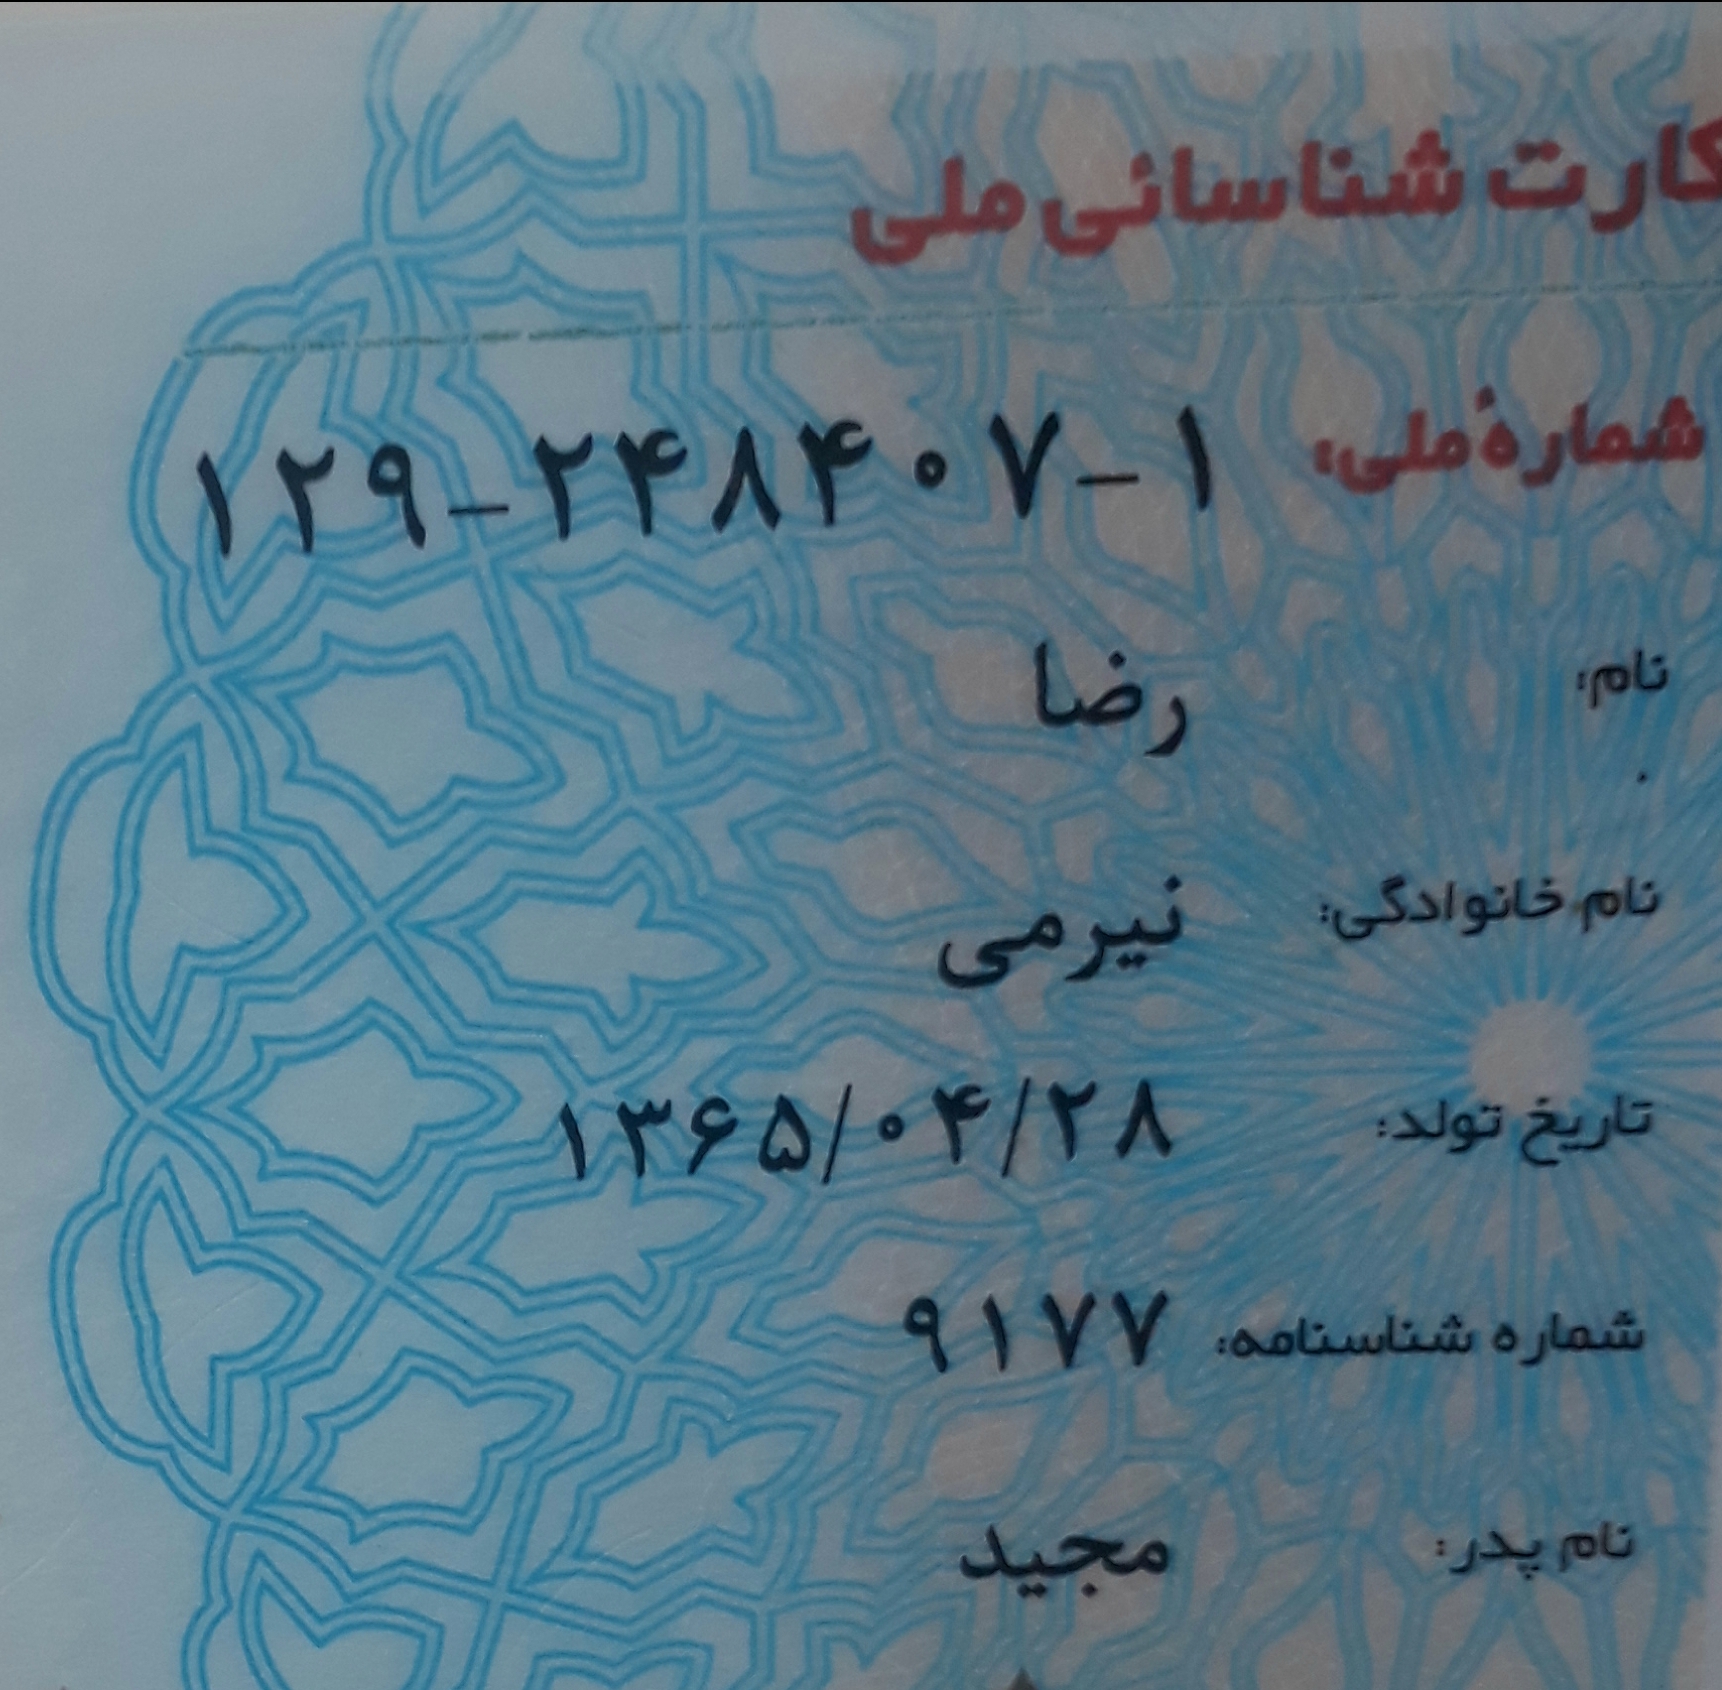 کارت شناسائی ملی
شمارهٔ ملی: ۱۲۹-۲۴۸۴۰۷-۱
نام: رضا
نام خانوادگی: نیرمی
تاریخ تولد: ۱۳۶۵/۰۴/۲۸
شماره شناسنامه: ۹۱۷۷
نام پدر: مجید